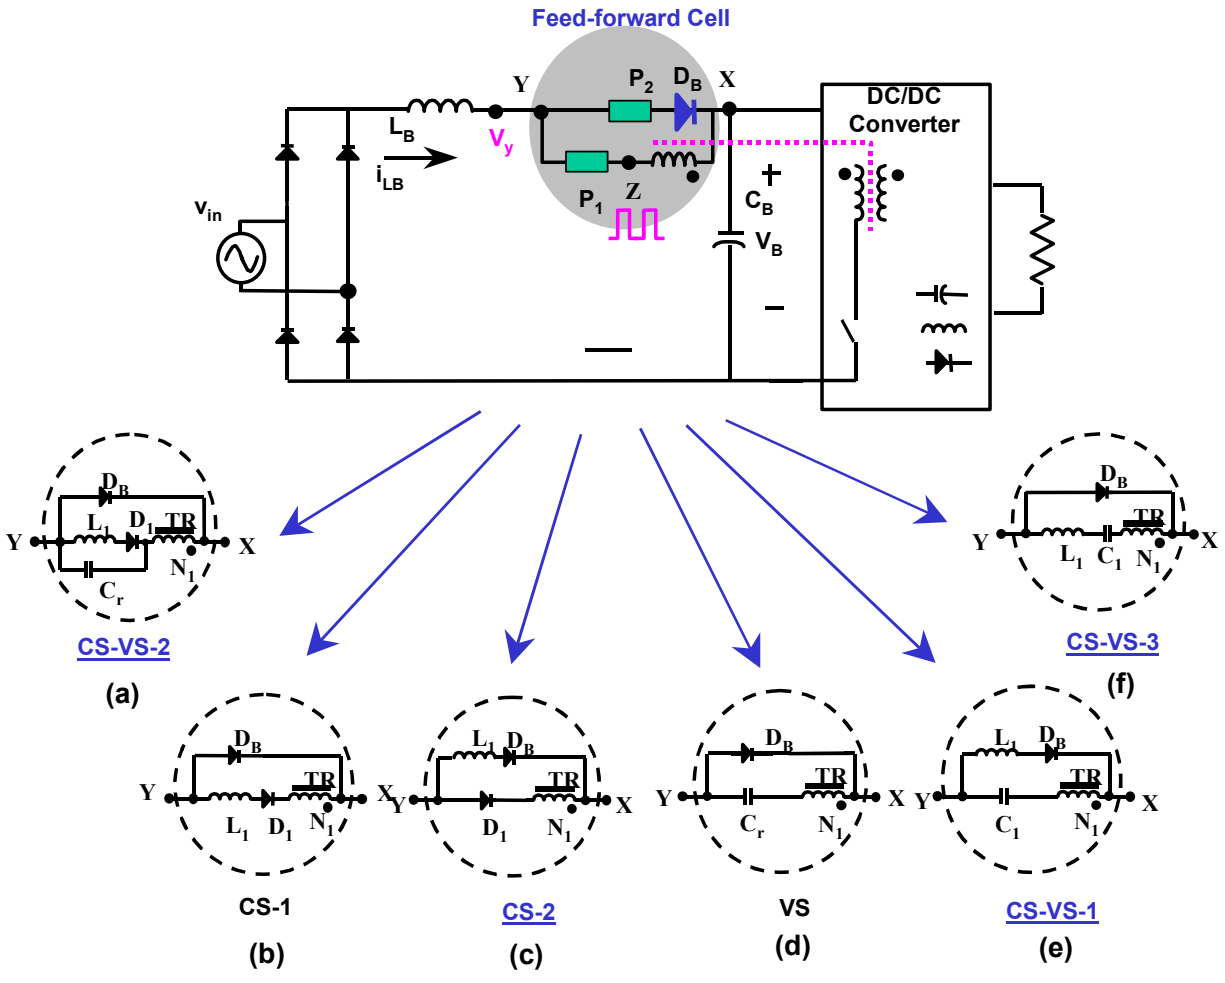 Feed-forward Cell
Y
P2
DB
X
DC/DC
Converter
LB
Vy
iLB
P1
Z
vin
+
CB
VB
DB
L1
D1
TR
Y
X
N1
Cr
CS-VS-2
(a)
DB
TR
Y
L1
C1
N1
X
CS-VS-3
(f)
DB
TR
Y
X
L1
D1
N1
CS-1
(b)
L1
DB
TR
Y
X
D1
N1
CS-2
(c)
DB
TR
Y
X
Cr
N1
VS
(d)
L1
DB
TR
Y
X
C1
N1
CS-VS-1
(e)